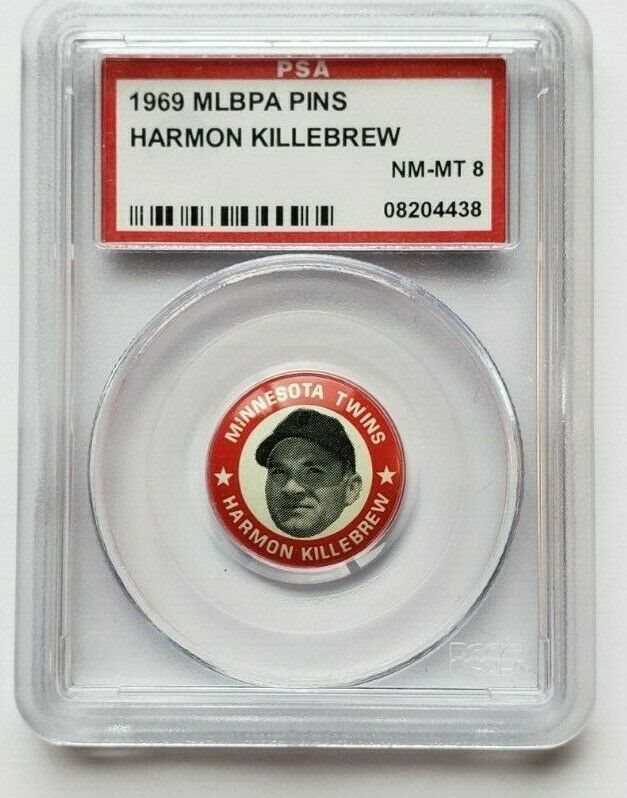 PSA
1969 MLBPA PINS
HARMON KILLEBREW
NM-MT 8
08204438
MINNESOTA TWINS
HARMON KILLEBREW